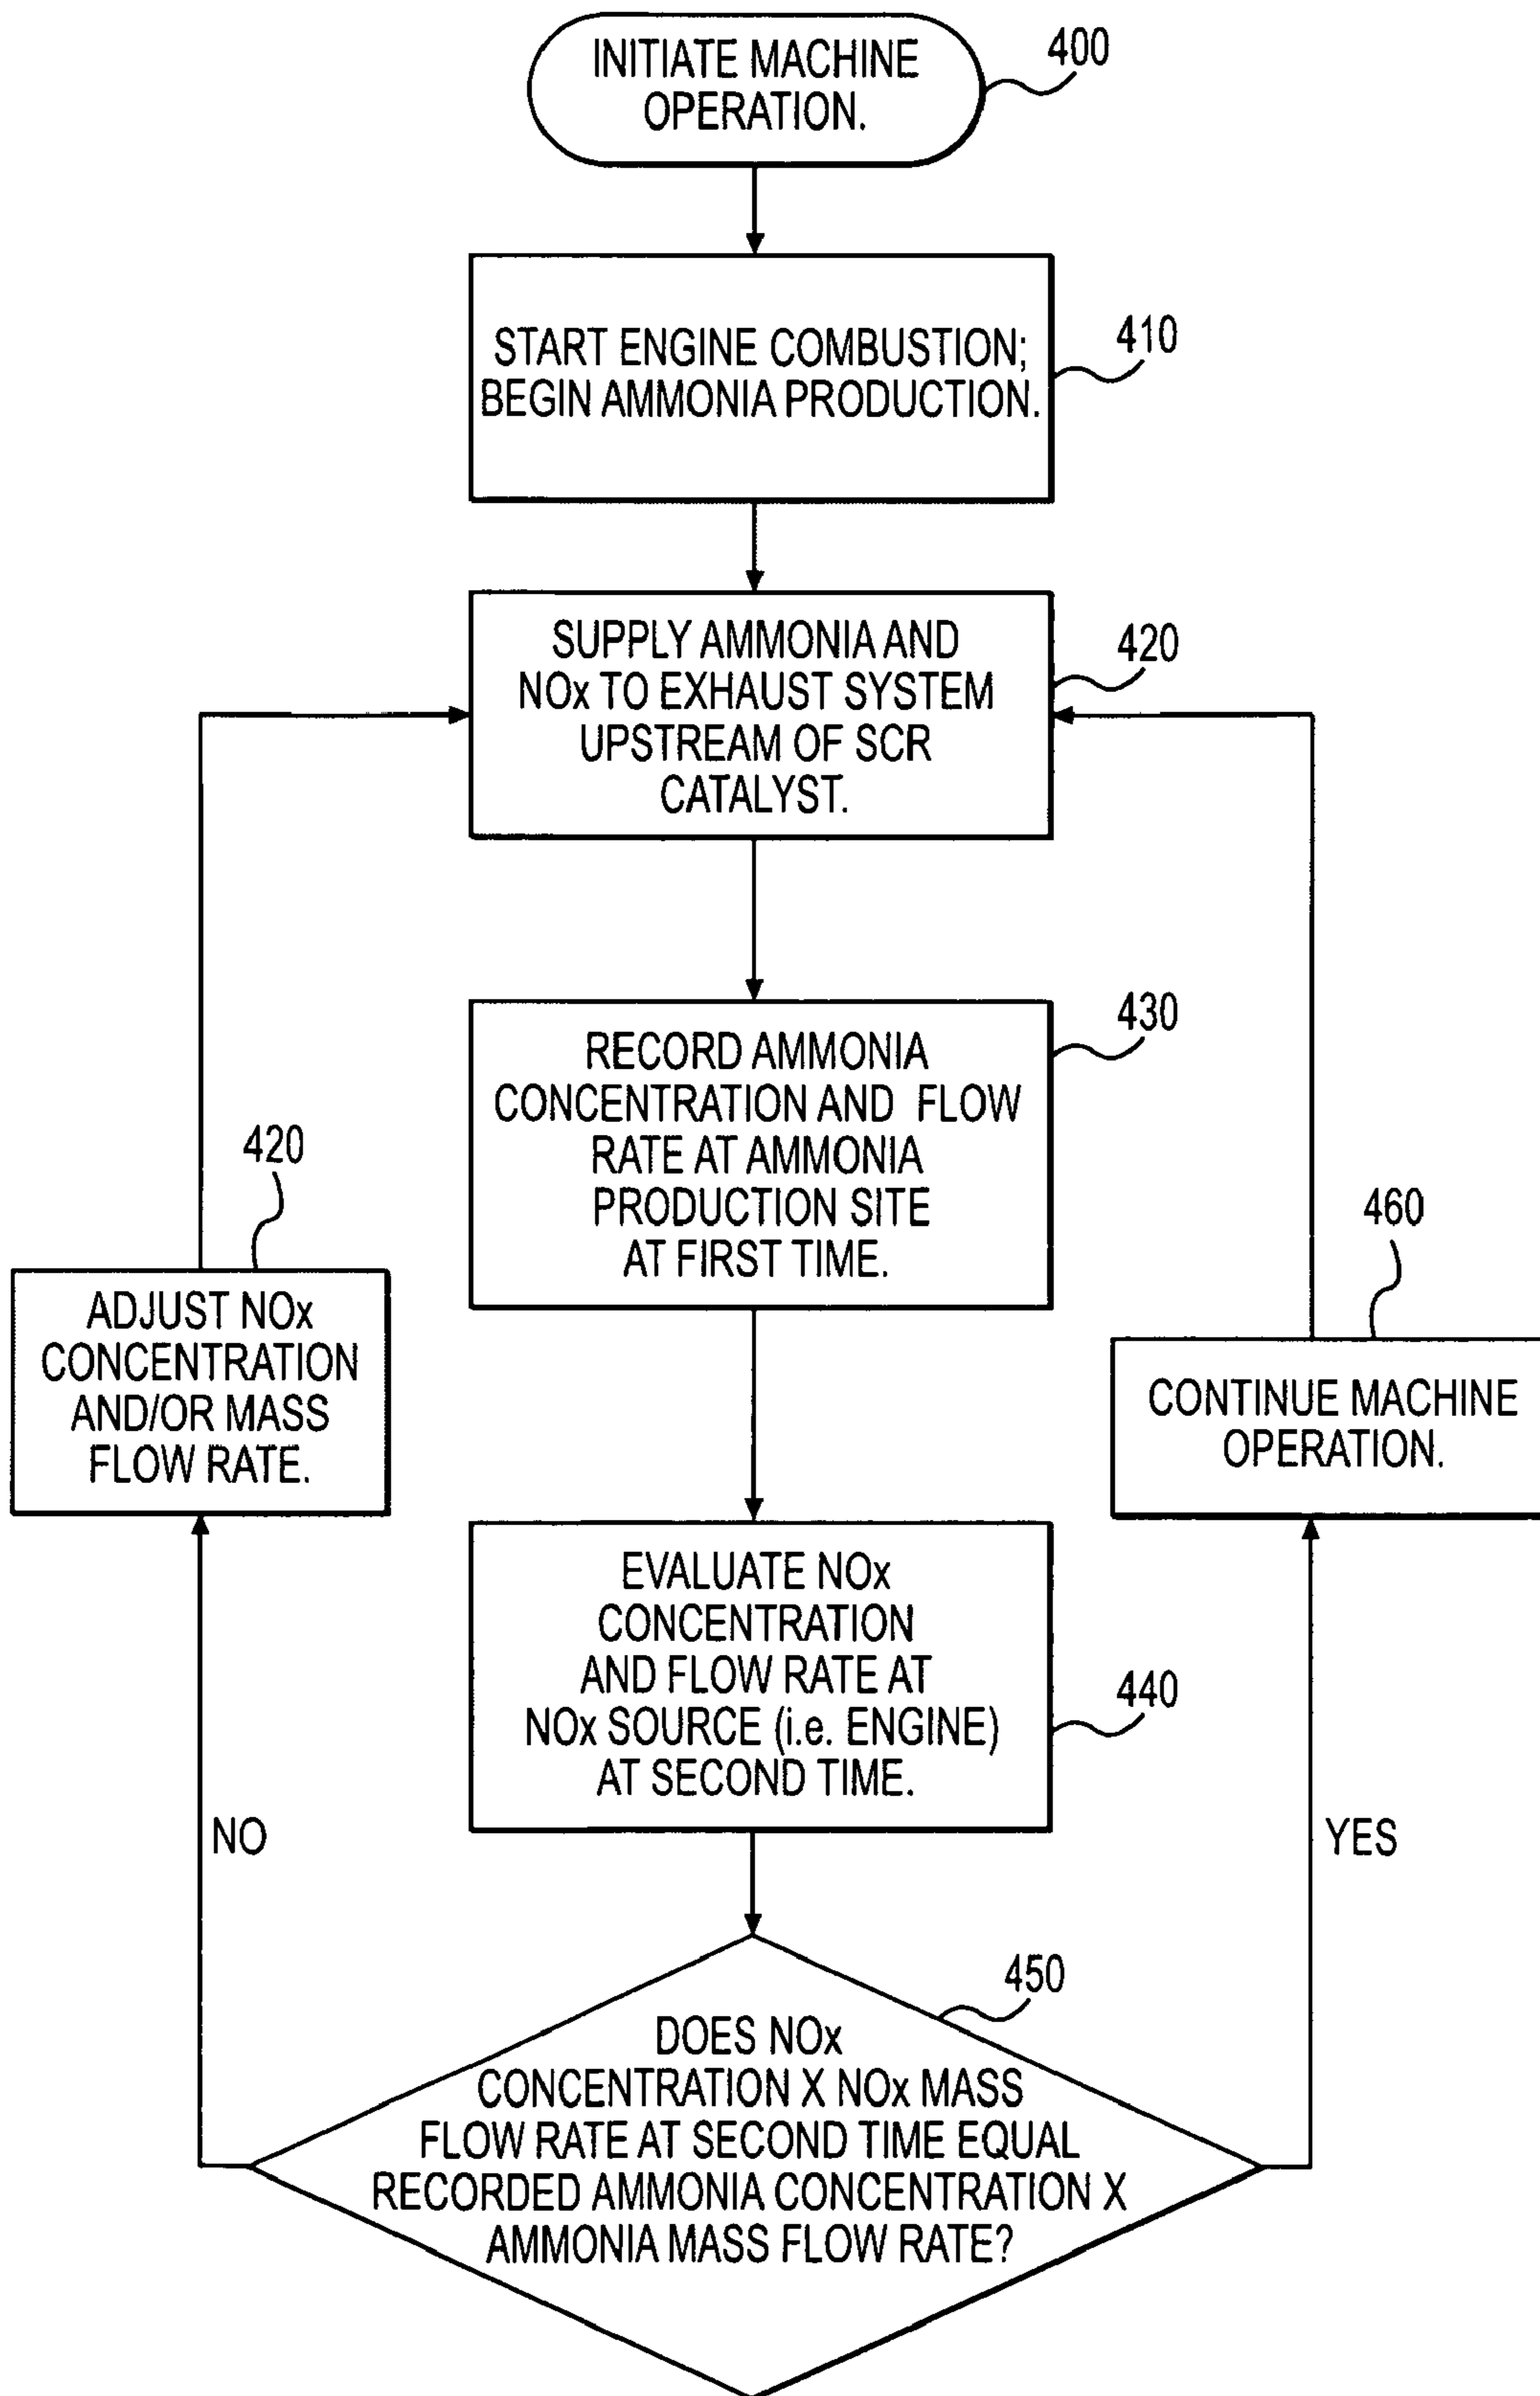 INITIATE MACHINE
OPERATION.
400
START ENGINE COMBUSTION;
BEGIN AMMONIA PRODUCTION.
410
SUPPLY AMMONIA AND
NOx TO EXHAUST SYSTEM
UPSTREAM OF SCR
CATALYST.
420
RECORD AMMONIA
CONCENTRATION AND FLOW
RATE AT AMMONIA
PRODUCTION SITE
AT FIRST TIME.
430
420
ADJUST NOx
CONCENTRATION
AND/OR MASS
FLOW RATE.
460
CONTINUE MACHINE
OPERATION.
EVALUATE NOx
CONCENTRATION
AND FLOW RATE AT
NOx SOURCE (i.e. ENGINE)
AT SECOND TIME.
440
NO
YES
450
DOES NOx
CONCENTRATION X NOx MASS
FLOW RATE AT SECOND TIME EQUAL
RECORDED AMMONIA CONCENTRATION X
AMMONIA MASS FLOW RATE?